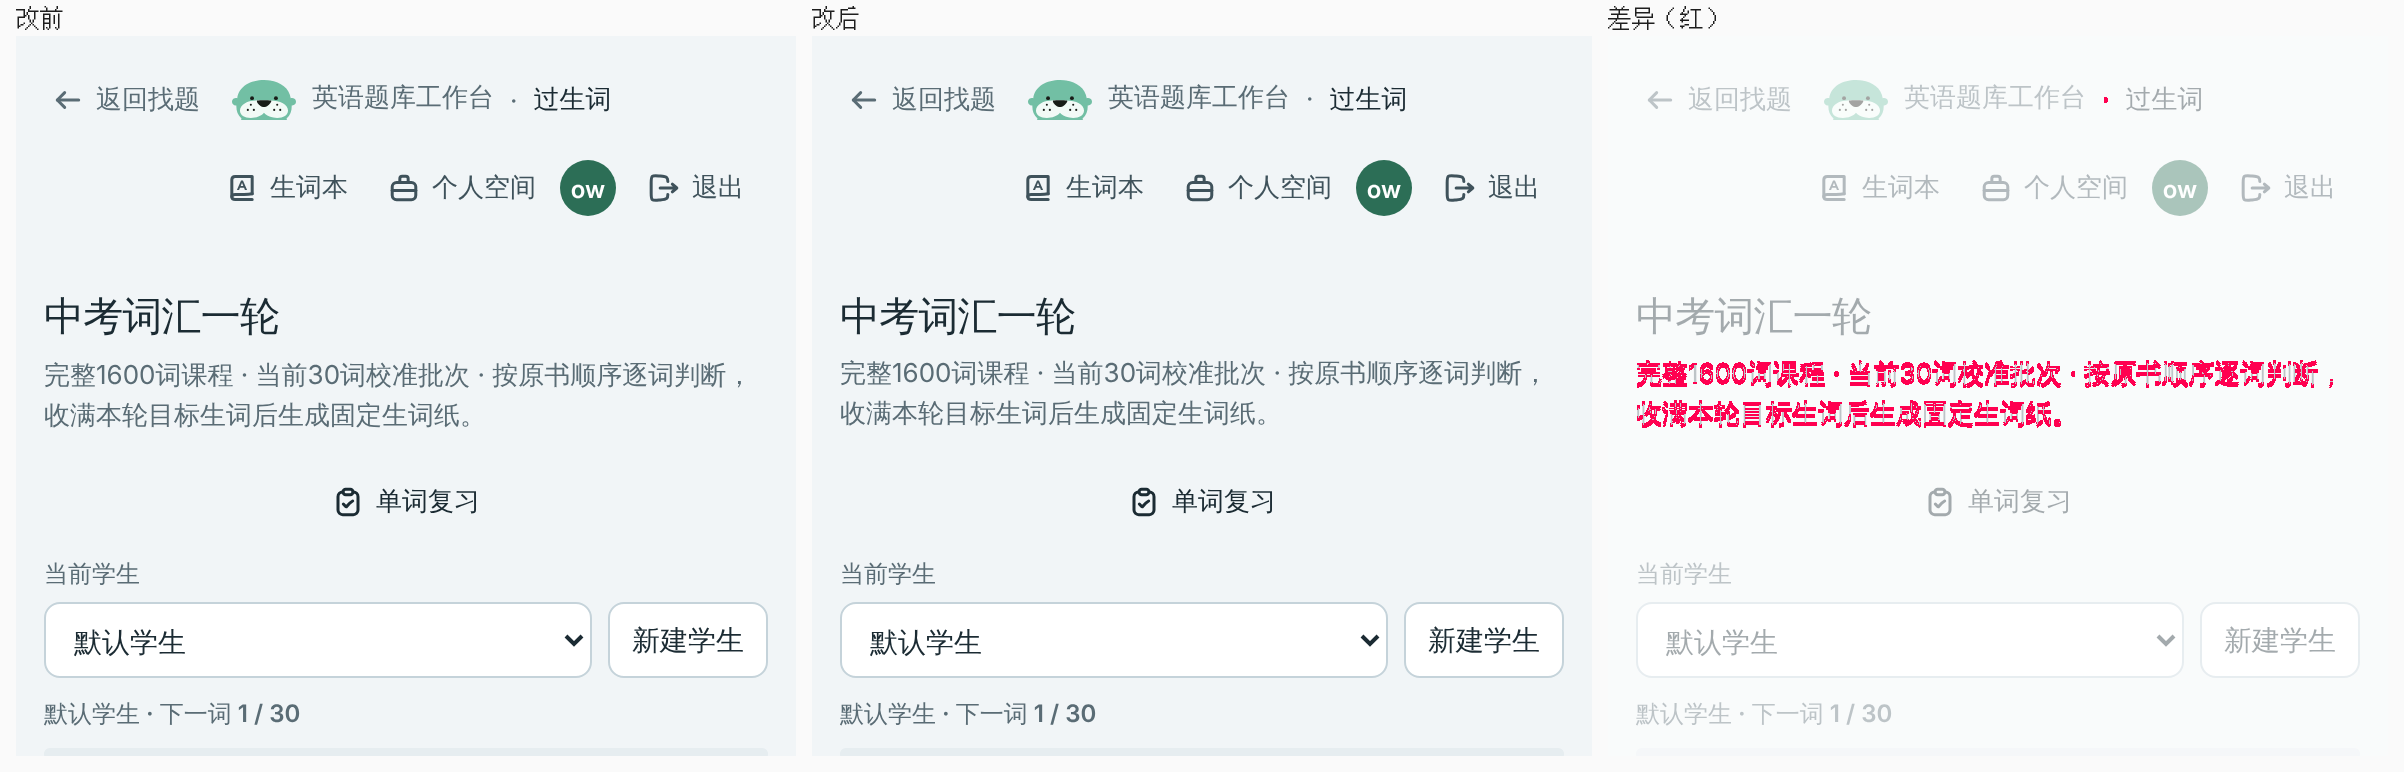 改前
← 返回找题 英语题库工作台 · 过生词
生词本 个人空间 OW 退出
中考词汇一轮
完整1600词课程 · 当前30词校准批次 · 按原书顺序逐词判断，
收满本轮目标生词后生成固定生词纸。
单词复习
当前学生
默认学生 新建学生
默认学生 · 下一词 1 / 30
改后
← 返回找题 英语题库工作台 · 过生词
生词本 个人空间 OW 退出
中考词汇一轮
完整1600词课程 · 当前30词校准批次 · 按原书顺序逐词判断，
收满本轮目标生词后生成固定生词纸。
单词复习
当前学生
默认学生 新建学生
默认学生 · 下一词 1 / 30
差异（红）
← 返回找题 英语题库工作台 · 过生词
生词本 个人空间 OW 退出
中考词汇一轮
完整1600词课程 · 当前30词校准批次 · 按原书顺序逐词判断，
收满本轮目标生词后生成固定生词纸。
单词复习
当前学生
默认学生 新建学生
默认学生 · 下一词 1 / 30